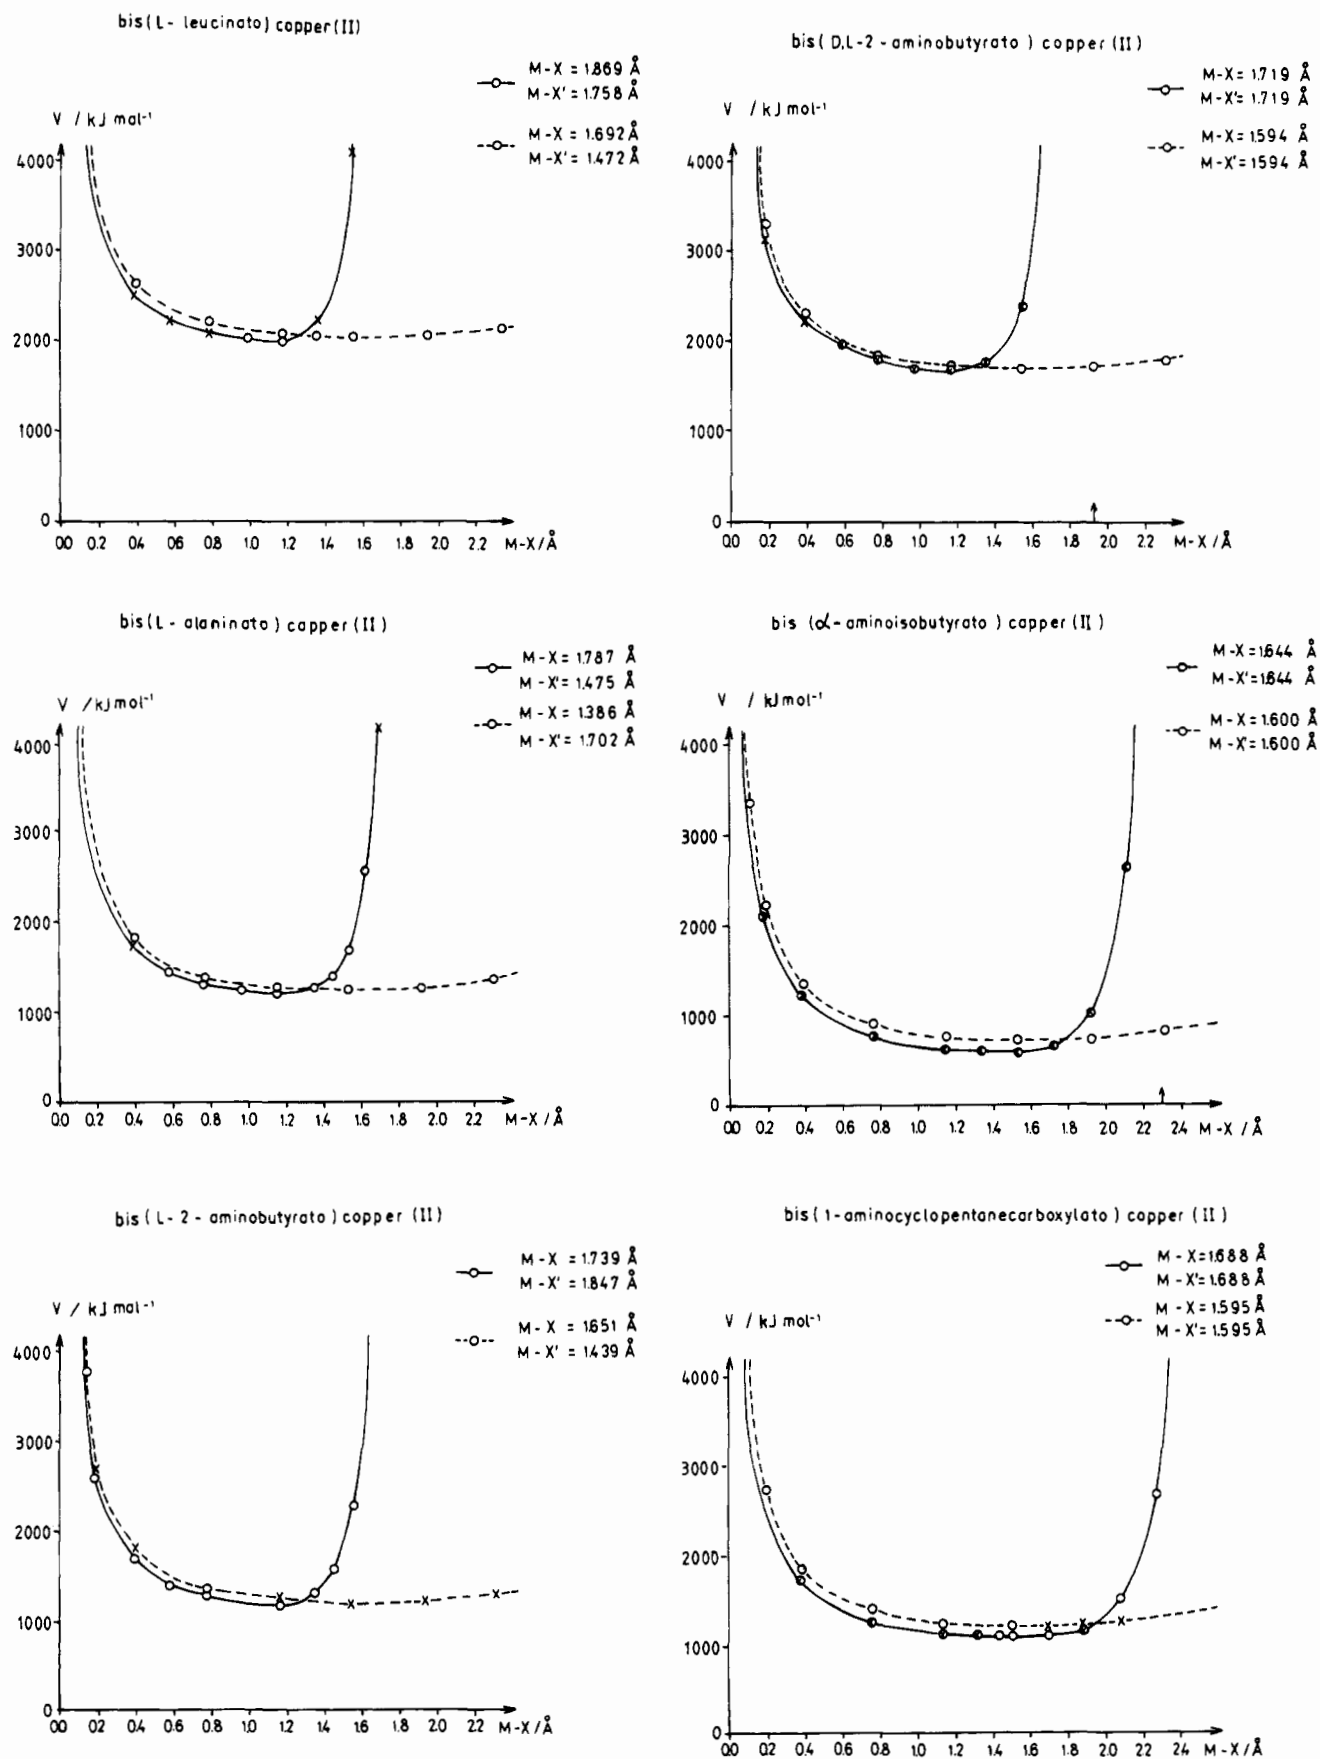 bis(L- leucinato) copper(II)
M-X = 1.869 Å
M-X' = 1.758 Å
M-X = 1.692 Å
M-X' = 1.472 Å
V / kJ mol⁻¹
4000
3000
2000
1000
0
0.0 0.2 0.4 0.6 0.8 1.0 1.2 1.4 1.6 1.8 2.0 2.2 M-X/Å
bis( D,L-2-aminobutyrato ) copper (II)
M-X = 1.719 Å
M-X' = 1.719 Å
M-X = 1.594 Å
M-X' = 1.594 Å
V / kJ mol⁻¹
4000
3000
2000
1000
0
0.0 0.2 0.4 0.6 0.8 1.0 1.2 1.4 1.6 1.8 2.0 2.2 M-X /Å
bis(L- alaninato ) copper (II)
M-X = 1.787 Å
M-X' = 1.475 Å
M-X = 1.386 Å
M-X' = 1.702 Å
V / kJ mol⁻¹
4000
3000
2000
1000
0
0.0 0.2 0.4 0.6 0.8 1.0 1.2 1.4 1.6 1.8 2.0 2.2 M-X/Å
bis (α-aminoisobutyrato ) copper (II)
M-X = 1.644 Å
M-X' = 1.644 Å
M-X = 1.600 Å
M-X' = 1.600 Å
V / kJ mol⁻¹
4000
3000
2000
1000
0
0.0 0.2 0.4 0.6 0.8 1.0 1.2 1.4 1.6 1.8 2.0 2.2 2.4 M-X /Å
bis( L- 2 - aminobutyrato ) copper (II)
M-X = 1.739 Å
M-X' = 1.847 Å
M-X = 1.651 Å
M-X' = 1.439 Å
V / kJ mol⁻¹
4000
3000
2000
1000
0
0.0 0.2 0.4 0.6 0.8 1.0 1.2 1.4 1.6 1.8 2.0 2.2 M-X/Å
bis(1-aminocyclopentanecarboxylato) copper (II)
M-X = 1.688 Å
M-X' = 1.688 Å
M-X = 1.595 Å
M-X' = 1.595 Å
V / kJ mol⁻¹
4000
3000
2000
1000
0
0.0 0.2 0.4 0.6 0.8 1.0 1.2 1.4 1.6 1.8 2.0 2.2 2.4 M-X/Å